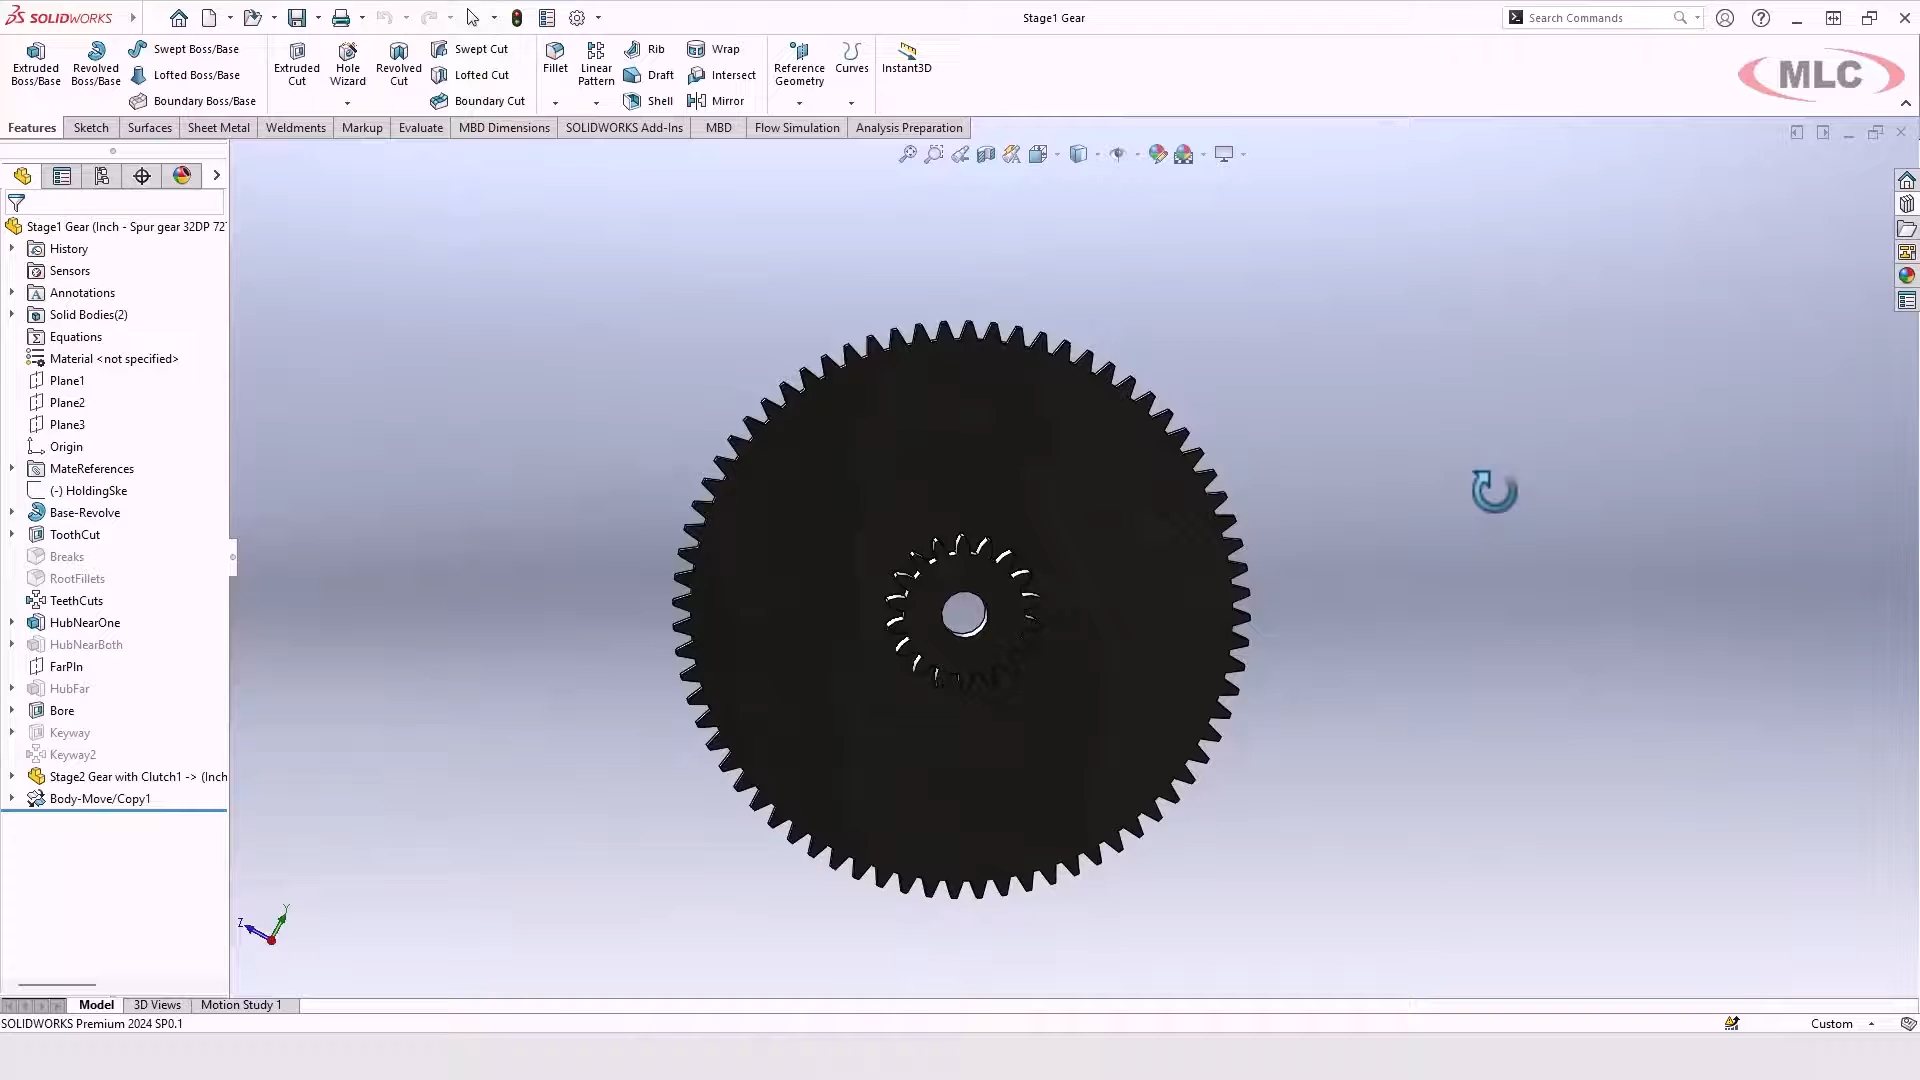 SOLIDWORKS
Stage1 Gear
Search Commands
Extruded Boss/Base
Revolved Boss/Base
Swept Boss/Base
Lofted Boss/Base
Boundary Boss/Base
Extruded Cut
Hole Wizard
Revolved Cut
Swept Cut
Lofted Cut
Boundary Cut
Fillet
Linear Pattern
Rib
Draft
Shell
Wrap
Intersect
Mirror
Reference Geometry
Curves
Instant3D
MLC
Features
Sketch
Surfaces
Sheet Metal
Weldments
Markup
Evaluate
MBD Dimensions
SOLIDWORKS Add-Ins
MBD
Flow Simulation
Analysis Preparation
Stage1 Gear (Inch - Spur gear 32DP 72
History
Sensors
Annotations
Solid Bodies(2)
Equations
Material <not specified>
Plane1
Plane2
Plane3
Origin
MateReferences
(-) HoldingSke
Base-Revolve
ToothCut
Breaks
RootFillets
TeethCuts
HubNearOne
HubNearBoth
FarPln
HubFar
Bore
Keyway
Keyway2
Stage2 Gear with Clutch1 -> (Inch
Body-Move/Copy1
Y
Z
Model
3D Views
Motion Study 1
SOLIDWORKS Premium 2024 SP0.1
Custom